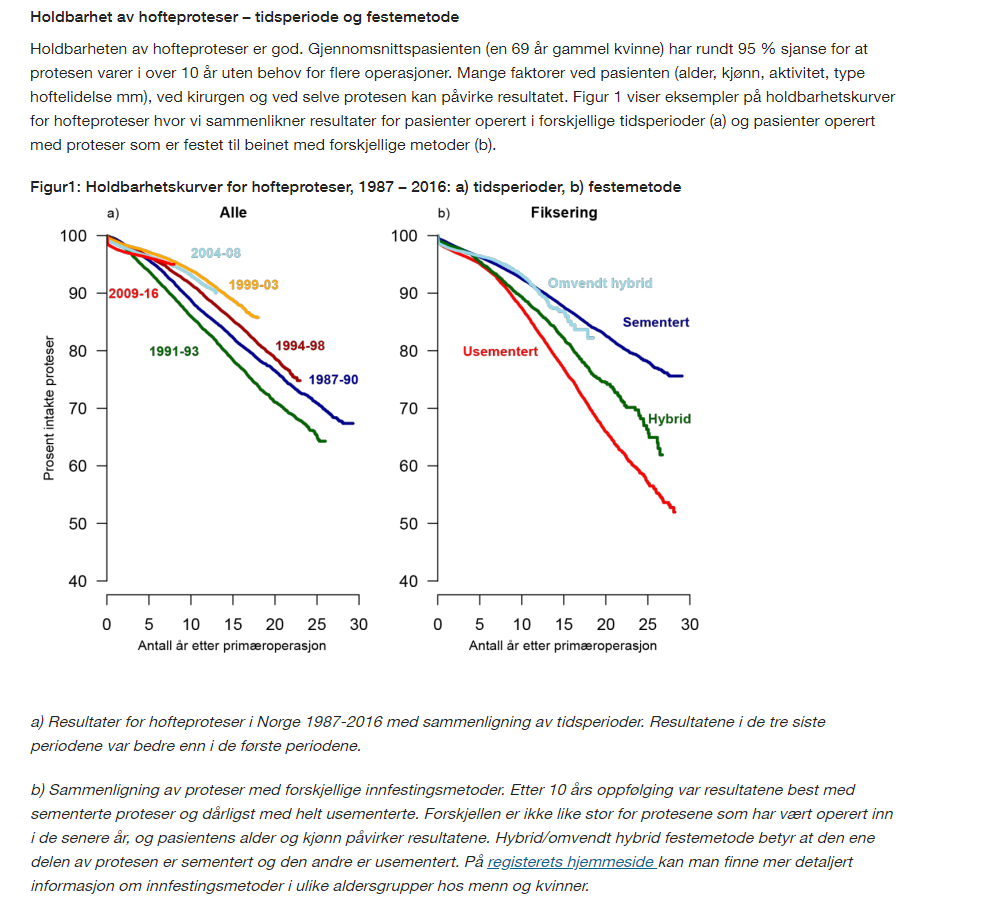 Holdbarhet av hofteproteser – tidsperiode og festemetode
Holdbarheten av hofteproteser er god. Gjennomsnittspasienten (en 69 år gammel kvinne) har rundt 95 % sjanse for at
protesen varer i over 10 år uten behov for flere operasjoner. Mange faktorer ved pasienten (alder, kjønn, aktivitet, type
hoftelidelse mm), ved kirurgen og ved selve protesen kan påvirke resultatet. Figur 1 viser eksempler på holdbarhetskurver
for hofteproteser hvor vi sammenlikner resultater for pasienter operert i forskjellige tidsperioder (a) og pasienter operert
med proteser som er festet til beinet med forskjellige metoder (b).
Figur1: Holdbarhetskurver for hofteproteser, 1987 – 2016: a) tidsperioder, b) festemetode
a) Alle
100
90
80
70
60
50
40
Prosent intakte proteser
2004-08
1999-03
2009-16
1994-98
1991-93
1987-90
0 5 10 15 20 25 30
Antall år etter primæroperasjon
b) Fiksering
100
90
80
70
60
50
40
Omvendt hybrid
Sementert
Usementert
Hybrid
0 5 10 15 20 25 30
Antall år etter primæroperasjon
a) Resultater for hofteproteser i Norge 1987-2016 med sammenligning av tidsperioder. Resultatene i de tre siste
periodene var bedre enn i de første periodene.
b) Sammenligning av proteser med forskjellige innfestingsmetoder. Etter 10 års oppfølging var resultatene best med
sementerte proteser og dårligst med helt usementerte. Forskjellen er ikke like stor for protesene som har vært operert inn
i de senere år, og pasientens alder og kjønn påvirker resultatene. Hybrid/omvendt hybrid festemetode betyr at den ene
delen av protesen er sementert og den andre er usementert. På registerets hjemmeside kan man finne mer detaljert
informasjon om innfestingsmetoder i ulike aldersgrupper hos menn og kvinner.